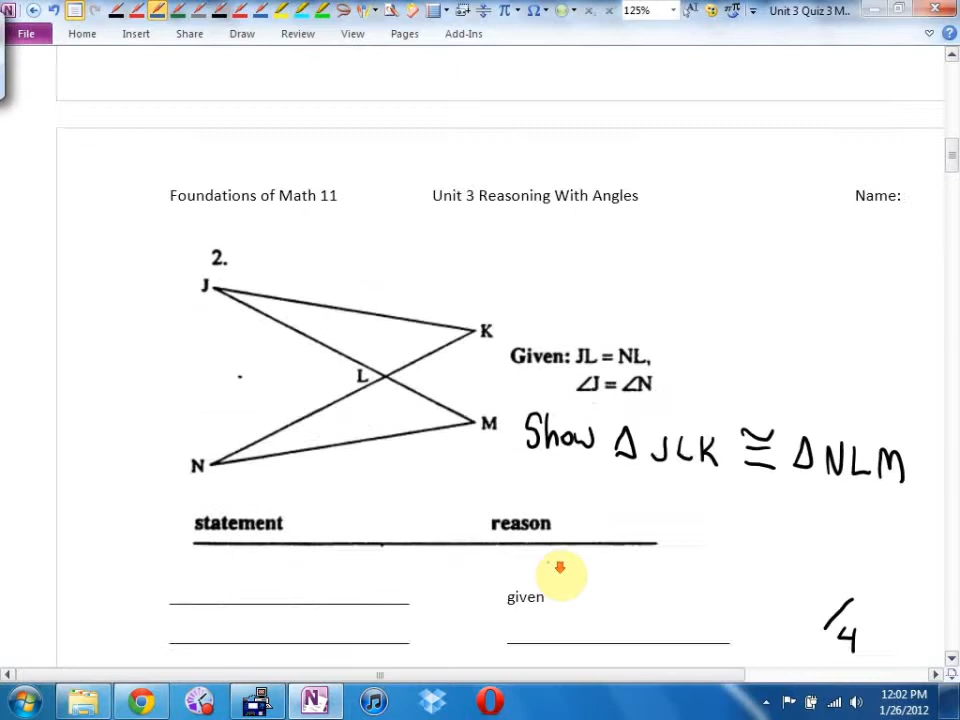 125%
Unit 3 Quiz 3 M..
File Home Insert Share Draw Review View Pages Add-Ins
Foundations of Math 11 Unit 3 Reasoning With Angles Name:
2.
J
K
Given: JL = NL,
L
∠J = ∠N
M
Show △ JLK ≅ △ NLM
N
statement reason
given
/4
12:02 PM
1/26/2012